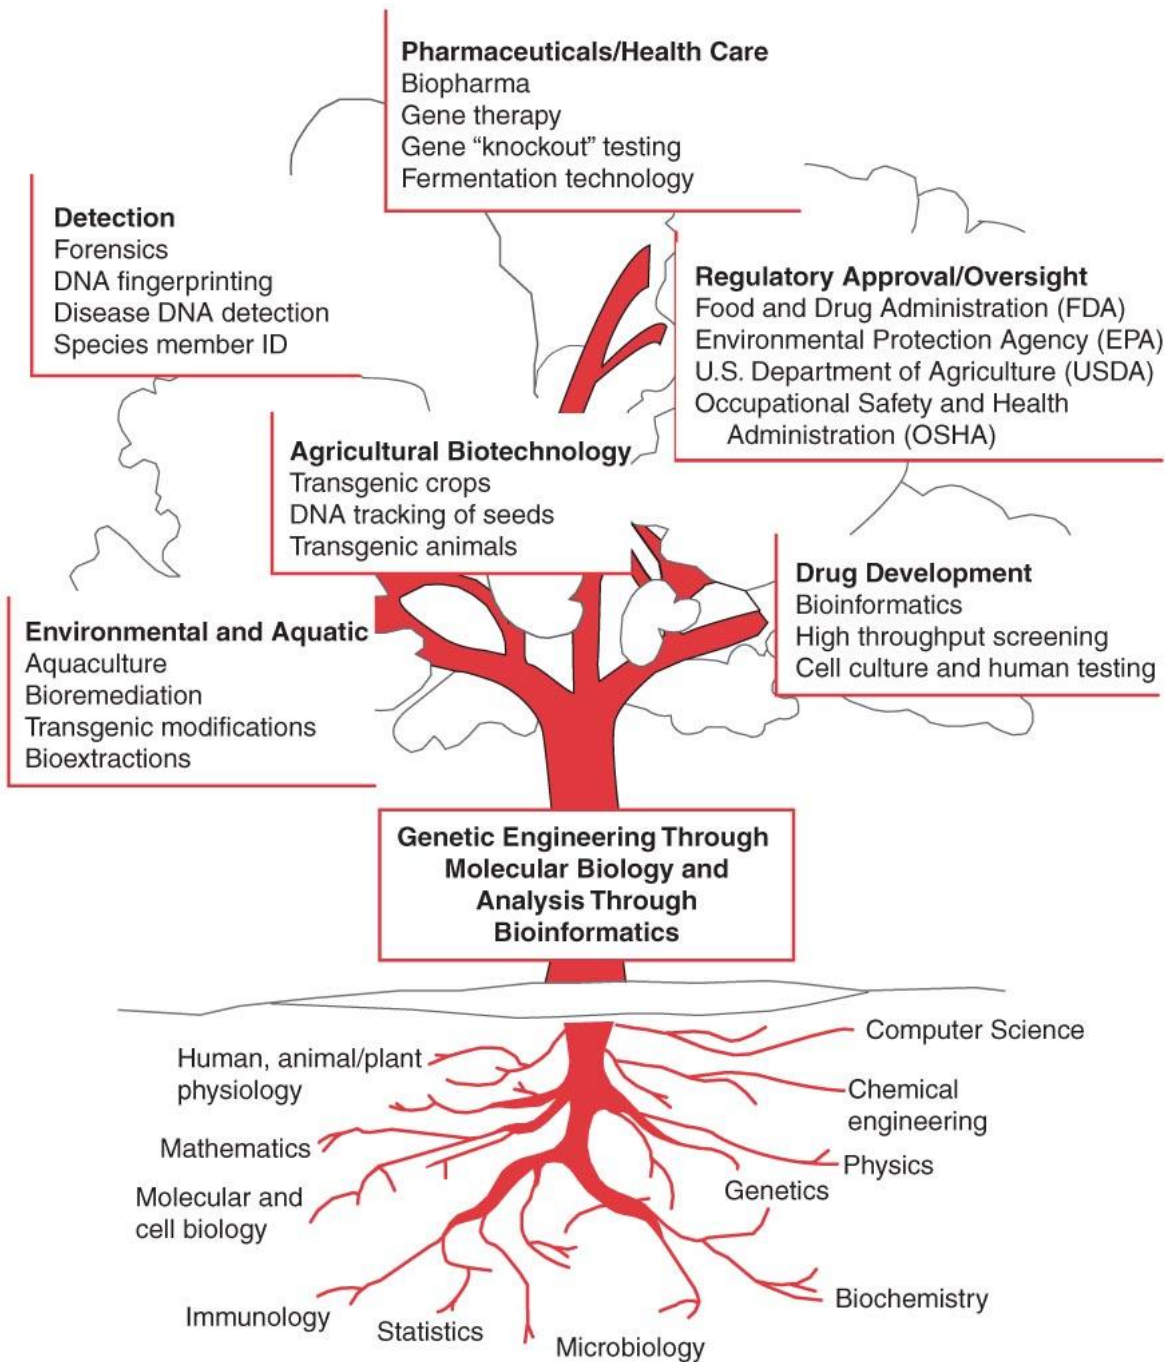 Pharmaceuticals/Health Care
Biopharma
Gene therapy
Gene “knockout” testing
Fermentation technology
Detection
Forensics
DNA fingerprinting
Disease DNA detection
Species member ID
Regulatory Approval/Oversight
Food and Drug Administration (FDA)
Environmental Protection Agency (EPA)
U.S. Department of Agriculture (USDA)
Occupational Safety and Health
Administration (OSHA)
Agricultural Biotechnology
Transgenic crops
DNA tracking of seeds
Transgenic animals
Drug Development
Bioinformatics
High throughput screening
Cell culture and human testing
Environmental and Aquatic
Aquaculture
Bioremediation
Transgenic modifications
Bioextractions
Genetic Engineering Through
Molecular Biology and
Analysis Through
Bioinformatics
Computer Science
Human, animal/plant
physiology
Chemical
engineering
Mathematics
Physics
Genetics
Molecular and
cell biology
Biochemistry
Immunology
Statistics
Microbiology